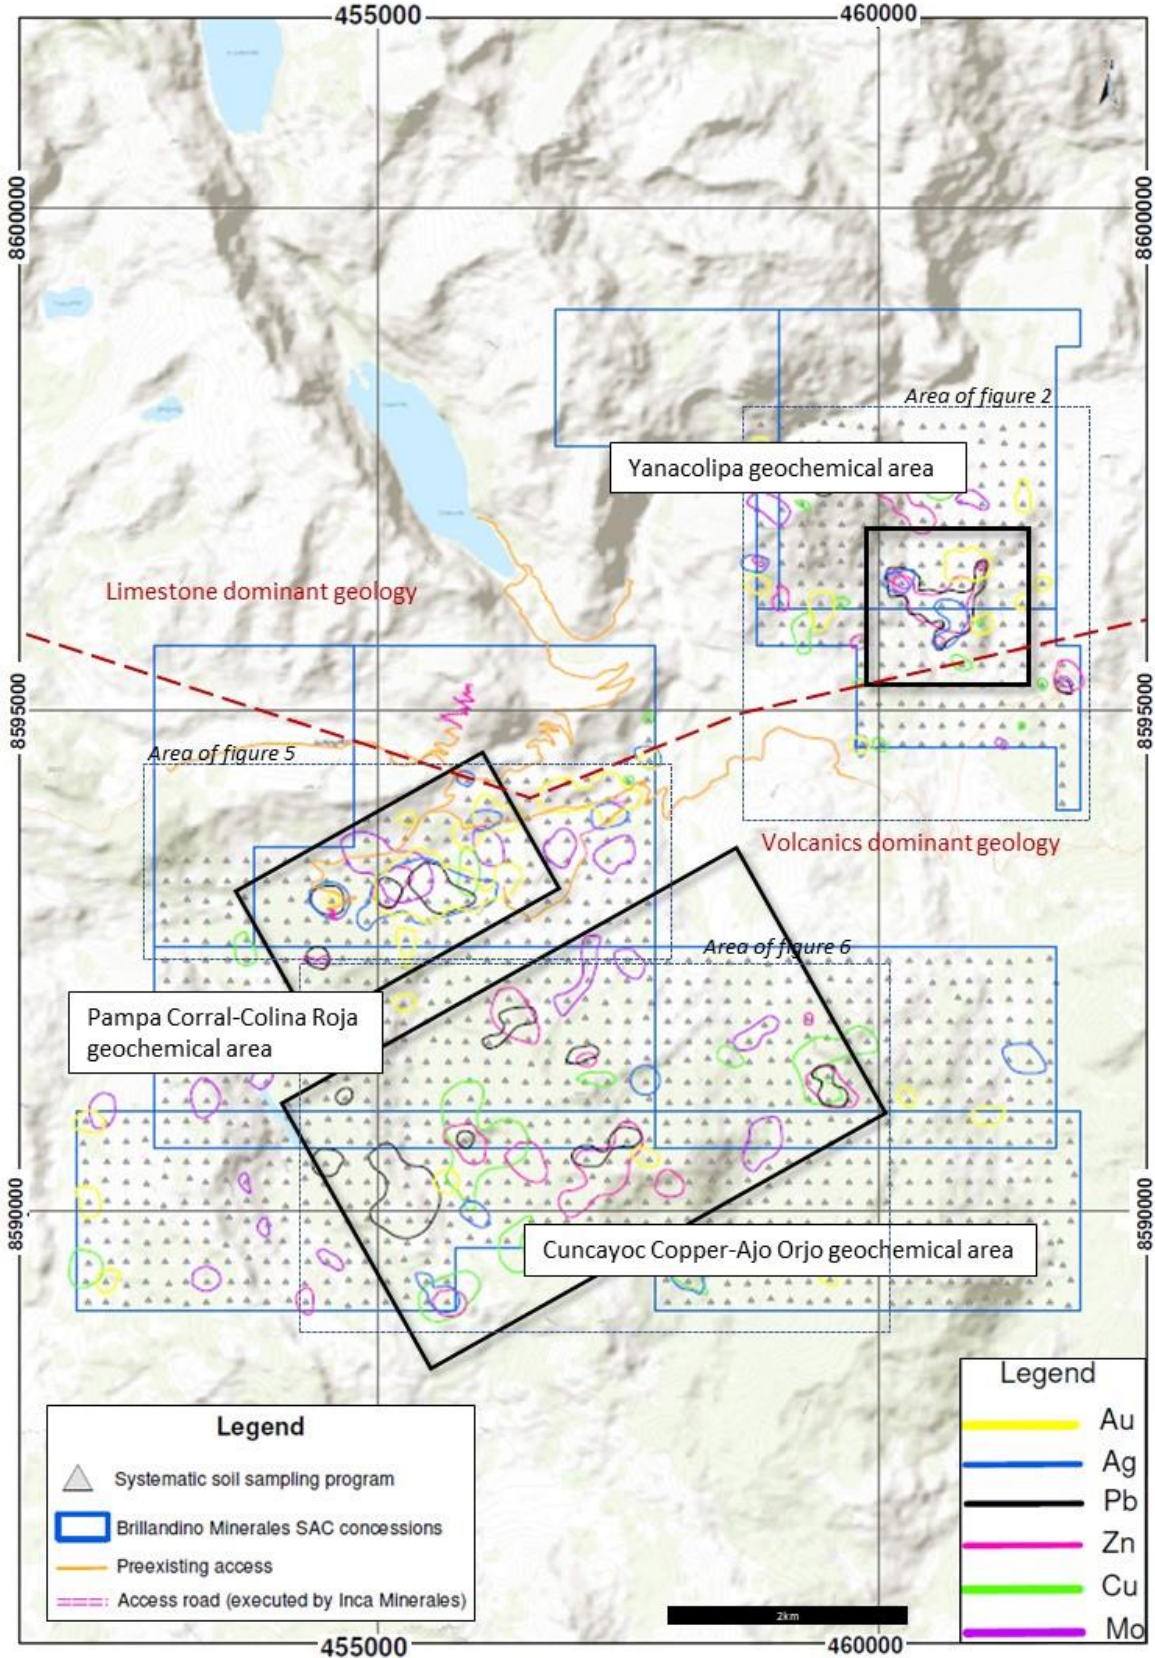 455000
460000
N
8600000
8600000
Area of figure 2
Yanacolipa geochemical area
Limestone dominant geology
8595000
8595000
Area of figure 5
Volcanics dominant geology
Area of figure 6
Pampa Corral-Colina Roja
geochemical area
8590000
8590000
Cuncayoc Copper-Ajo Orjo geochemical area
Legend
Systematic soil sampling program
Brillandino Minerales SAC concessions
Preexisting access
Access road (executed by Inca Minerales)
2km
Legend
Au
Ag
Pb
Zn
Cu
Mo
455000
460000